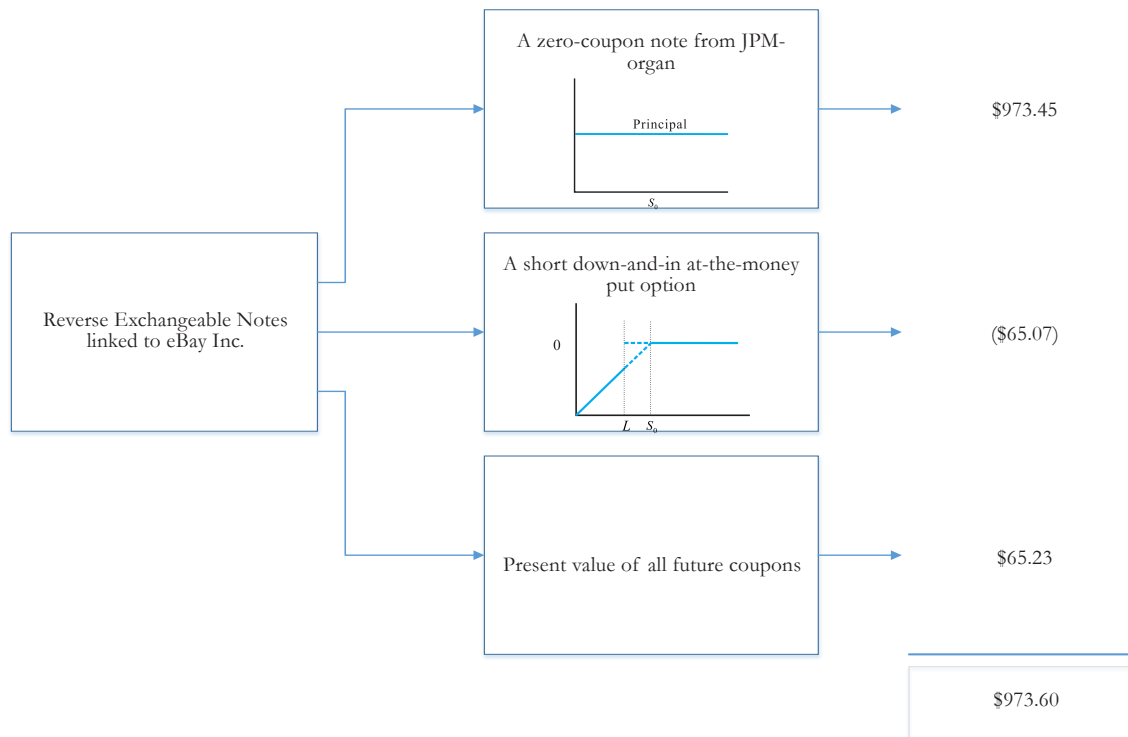 A zero-coupon note from JPM-
organ
Principal
S₀
$973.45
Reverse Exchangeable Notes
linked to eBay Inc.
A short down-and-in at-the-money
put option
0
L S₀
($65.07)
Present value of all future coupons
$65.23
$973.60